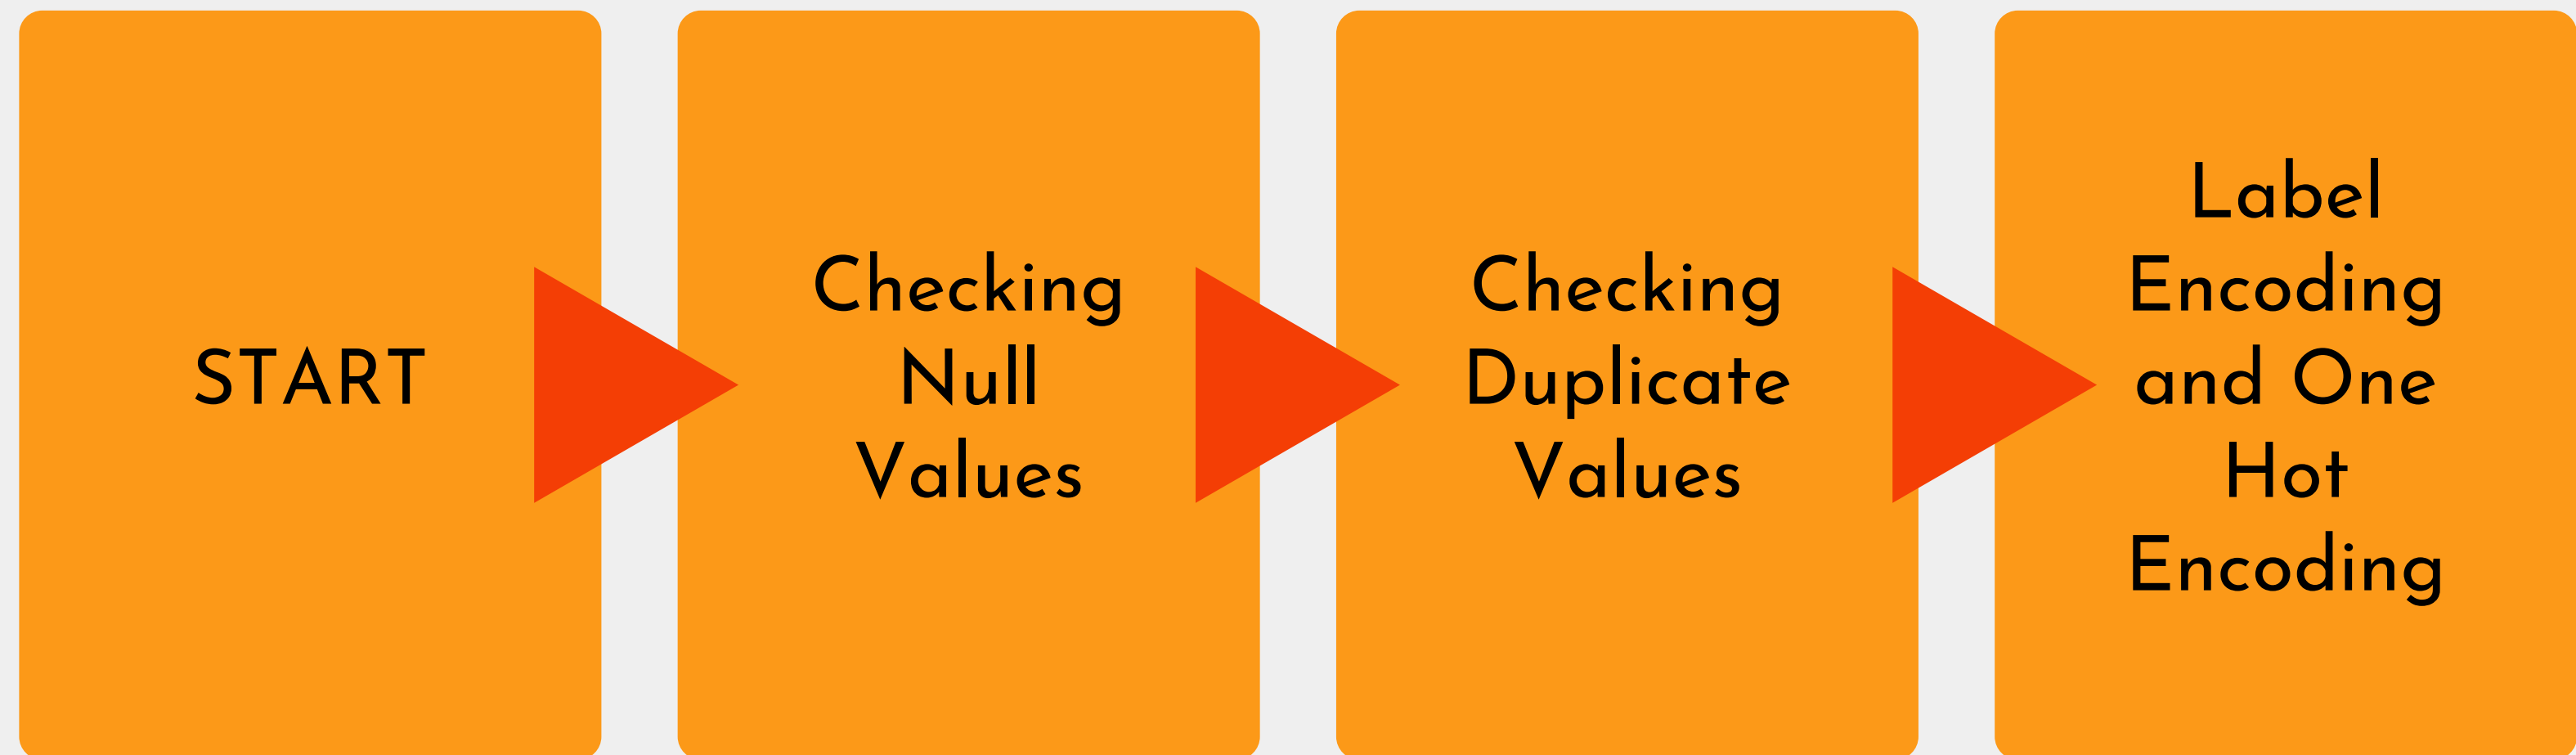 START
Checking
Null
Values
Checking
Duplicate
Values
Label
Encoding
and One
Hot
Encoding